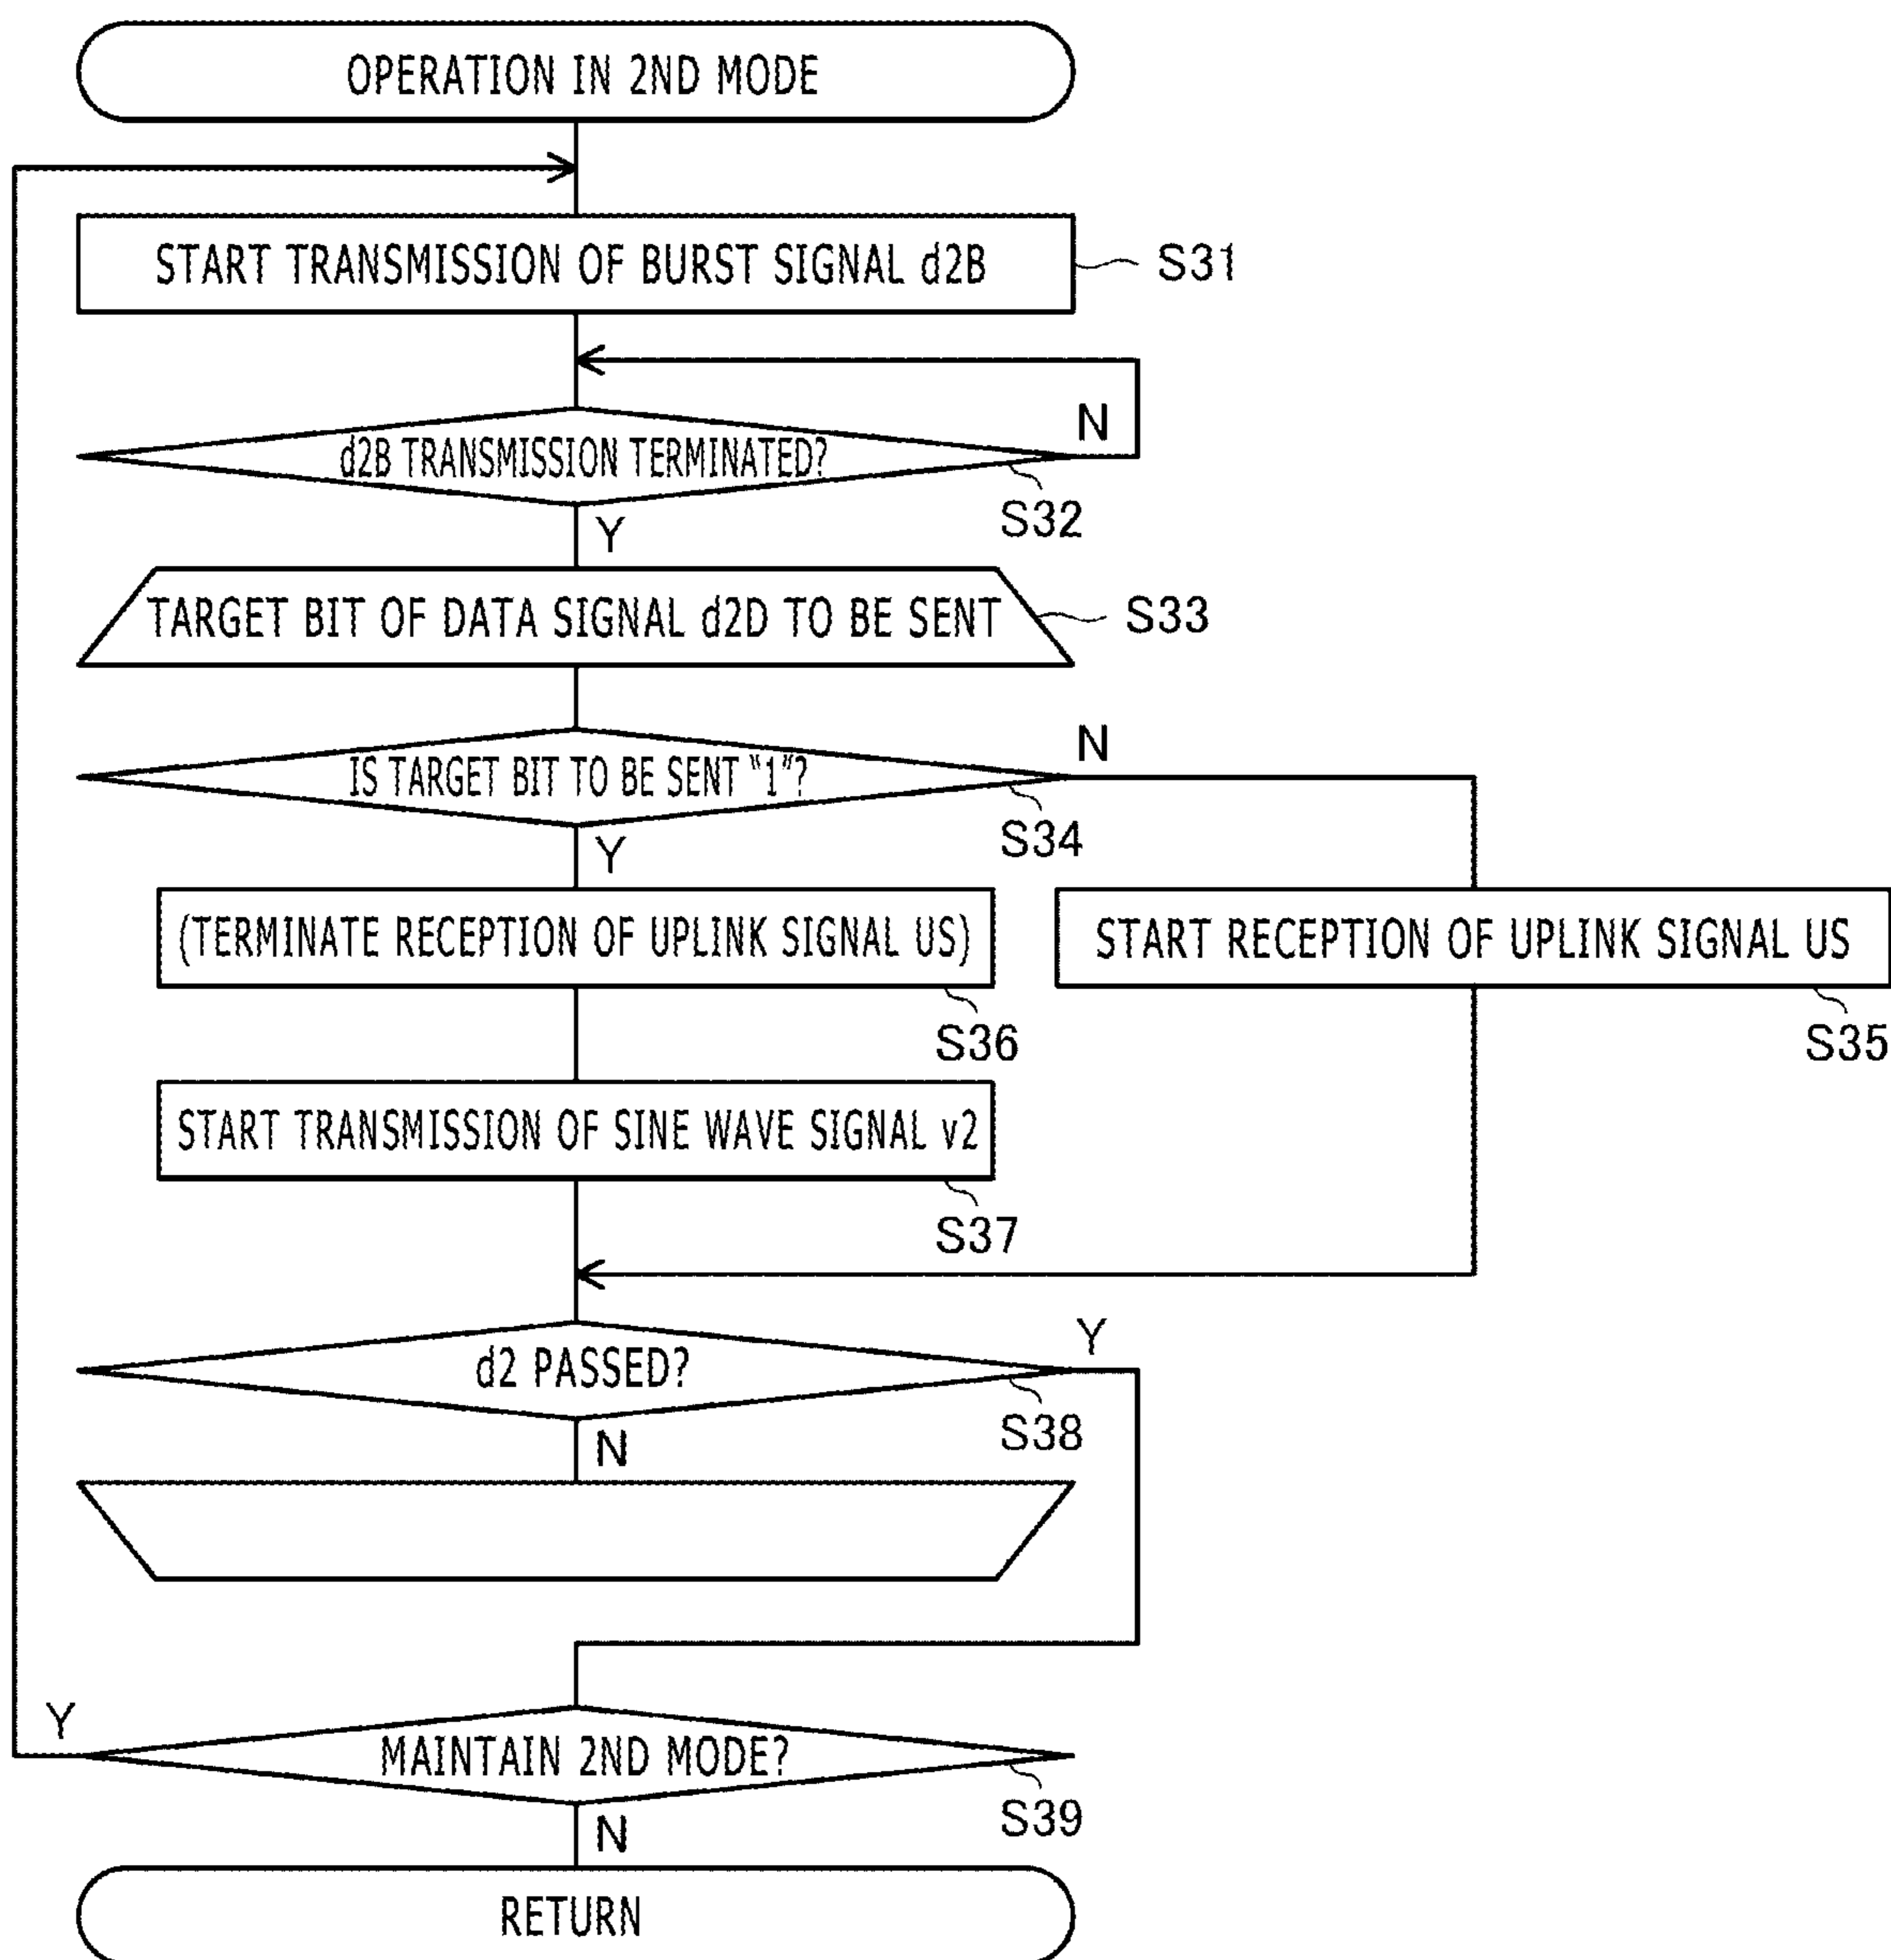 OPERATION IN 2ND MODE
START TRANSMISSION OF BURST SIGNAL d2B
S31
N
d2B TRANSMISSION TERMINATED?
S32
Y
TARGET BIT OF DATA SIGNAL d2D TO BE SENT
S33
N
IS TARGET BIT TO BE SENT "1"?
S34
Y
(TERMINATE RECEPTION OF UPLINK SIGNAL US)
START RECEPTION OF UPLINK SIGNAL US
S36
S35
START TRANSMISSION OF SINE WAVE SIGNAL v2
S37
Y
d2 PASSED?
S38
N
Y
MAINTAIN 2ND MODE?
S39
N
RETURN